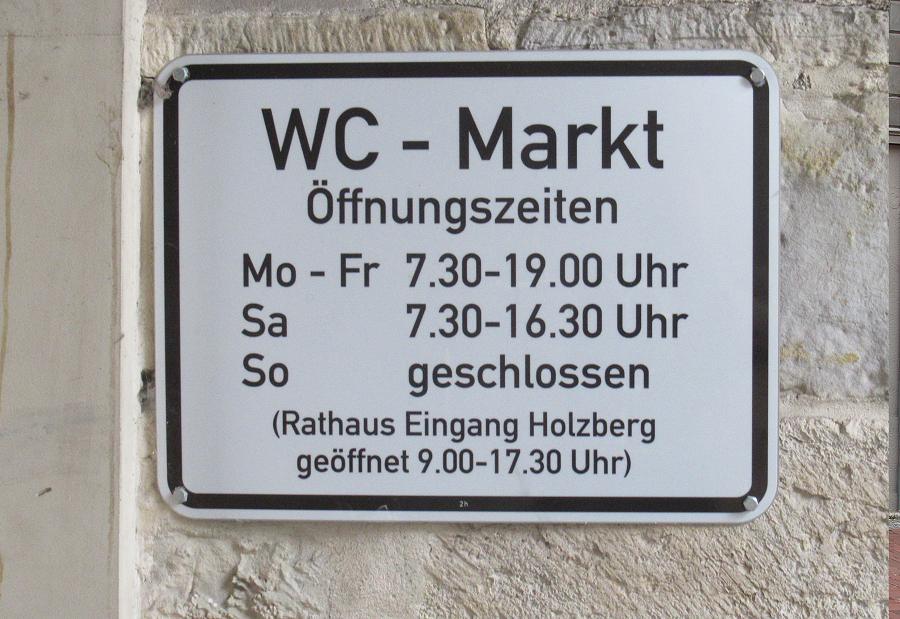 WC - Markt
Öffnungszeiten
Mo - Fr 7.30-19.00 Uhr
Sa 7.30-16.30 Uhr
So geschlossen
(Rathaus Eingang Holzberg
geöffnet 9.00-17.30 Uhr)
2h